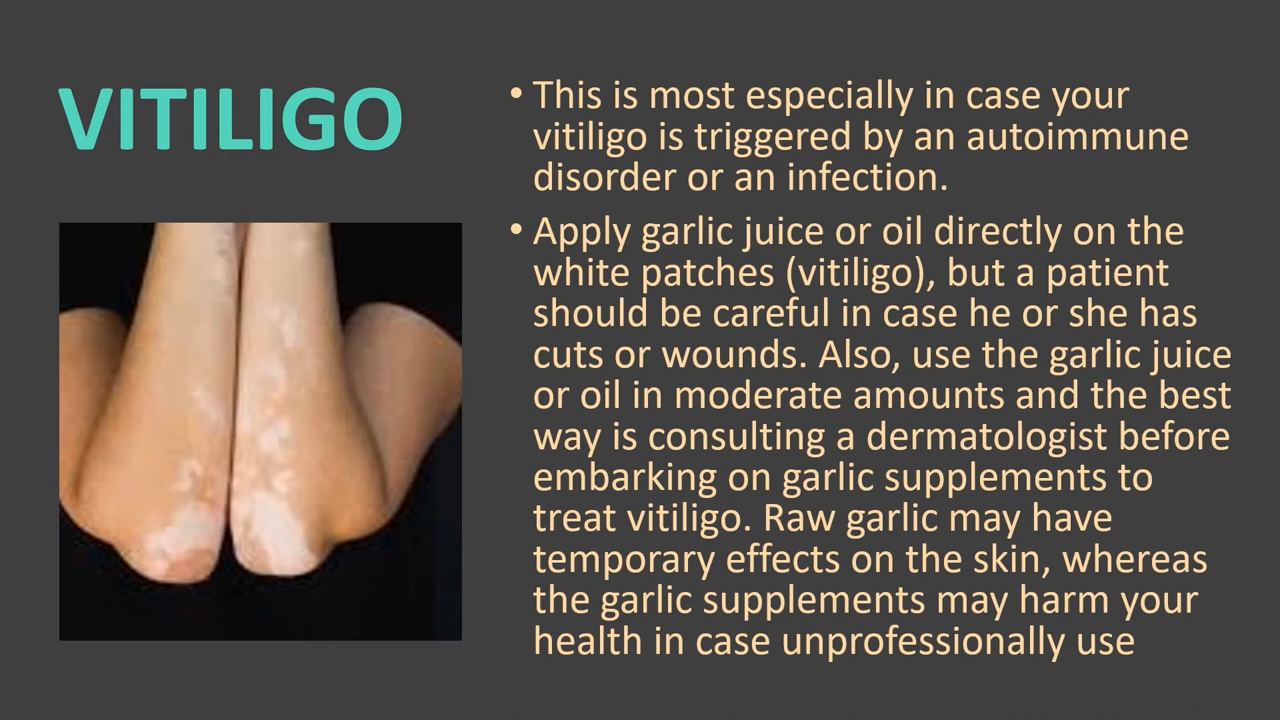 VITILIGO
• This is most especially in case your
vitiligo is triggered by an autoimmune
disorder or an infection.
• Apply garlic juice or oil directly on the
white patches (vitiligo), but a patient
should be careful in case he or she has
cuts or wounds. Also, use the garlic juice
or oil in moderate amounts and the best
way is consulting a dermatologist before
embarking on garlic supplements to
treat vitiligo. Raw garlic may have
temporary effects on the skin, whereas
the garlic supplements may harm your
health in case unprofessionally use